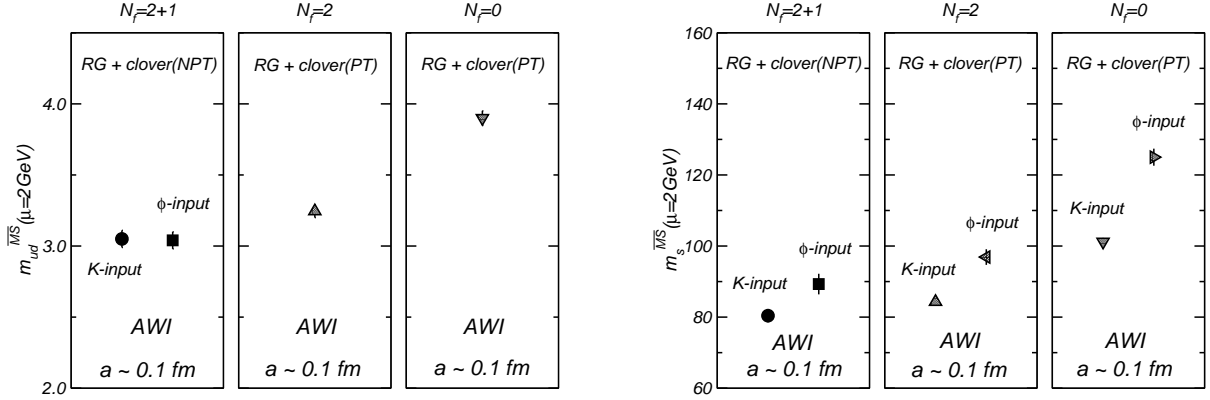 N_f=2+1
N_f=2
N_f=0
m_ud^MS(μ=2GeV)
4.0
3.0
2.0
RG + clover(NPT)
RG + clover(PT)
RG + clover(PT)
ϕ-input
K-input
AWI
AWI
AWI
a ~ 0.1 fm
a ~ 0.1 fm
a ~ 0.1 fm
N_f=2+1
N_f=2
N_f=0
m_s^MS(μ=2GeV)
160
140
120
100
80
60
RG + clover(NPT)
RG + clover(PT)
RG + clover(PT)
K-input
ϕ-input
K-input
ϕ-input
K-input
ϕ-input
AWI
AWI
AWI
a ~ 0.1 fm
a ~ 0.1 fm
a ~ 0.1 fm